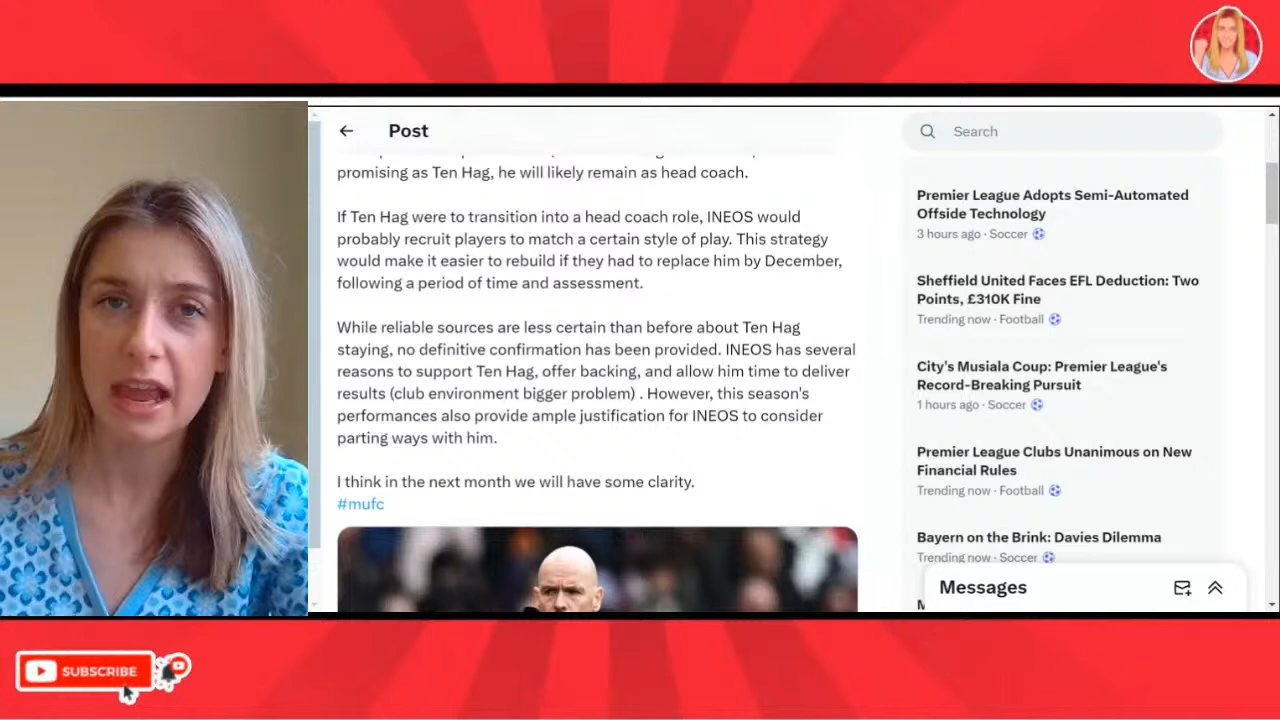 Post
Search
promising as Ten Hag, he will likely remain as head coach.
If Ten Hag were to transition into a head coach role, INEOS would
probably recruit players to match a certain style of play. This strategy
would make it easier to rebuild if they had to replace him by December,
following a period of time and assessment.
While reliable sources are less certain than before about Ten Hag
staying, no definitive confirmation has been provided. INEOS has several
reasons to support Ten Hag, offer backing, and allow him time to deliver
results (club environment bigger problem) . However, this season's
performances also provide ample justification for INEOS to consider
parting ways with him.
I think in the next month we will have some clarity.
#mufc
Premier League Adopts Semi-Automated
Offside Technology
3 hours ago · Soccer
Sheffield United Faces EFL Deduction: Two
Points, £310K Fine
Trending now · Football
City's Musiala Coup: Premier League's
Record-Breaking Pursuit
1 hours ago · Soccer
Premier League Clubs Unanimous on New
Financial Rules
Trending now · Football
Bayern on the Brink: Davies Dilemma
Trending now · Soccer
Messages
SUBSCRIBE